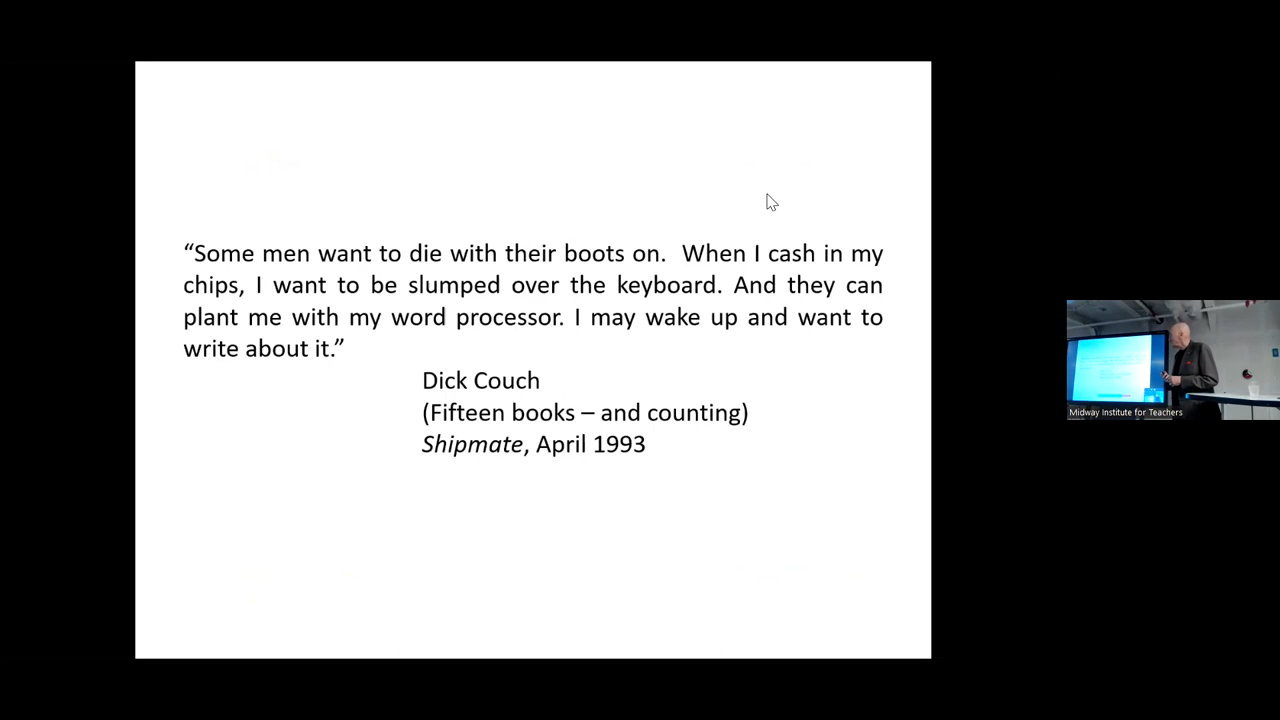 “Some men want to die with their boots on.  When I cash in my
chips, I want to be slumped over the keyboard. And they can
plant me with my word processor. I may wake up and want to
write about it.”
Dick Couch
(Fifteen books – and counting)
Shipmate, April 1993
Midway Institute for Teachers